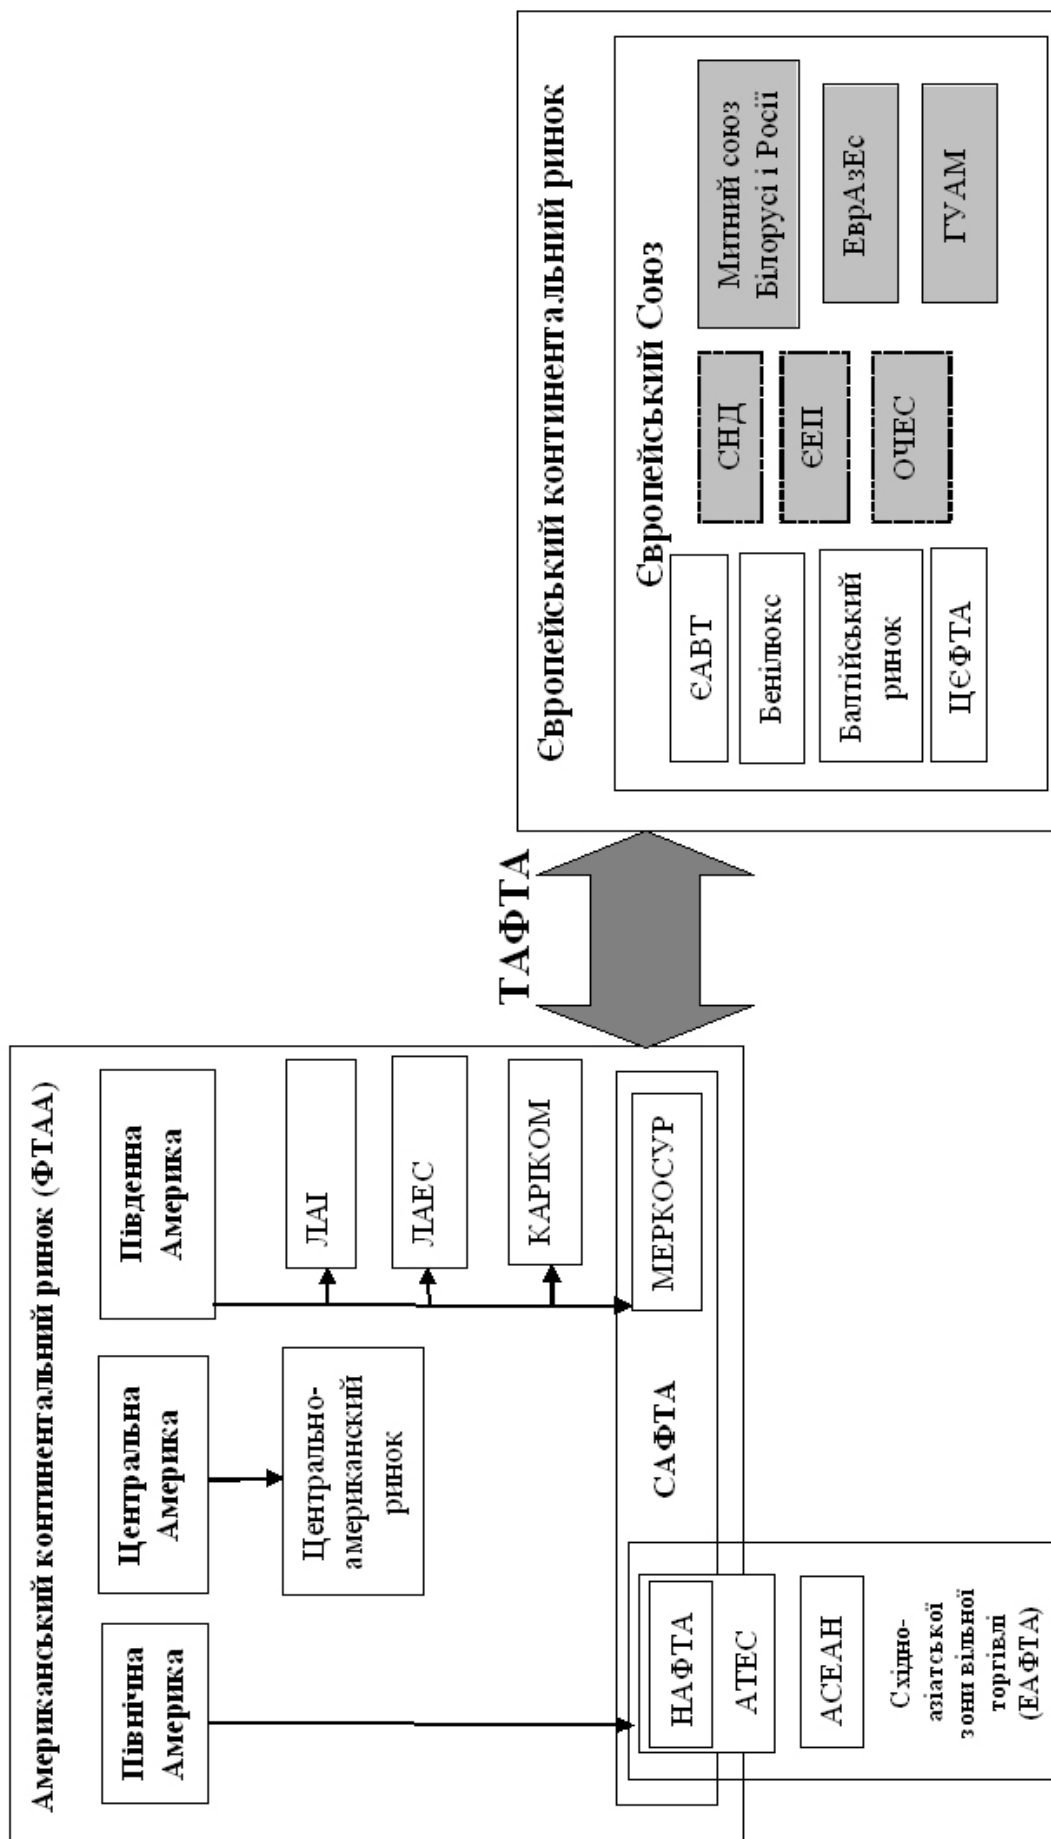 Американський континентальний ринок (ФТАА)
Північна
Америка
Центральна
Америка
Південна
Америка
Центрально-
американский
ринок
ЛАІ
ЛАЕС
КАРІКОМ
МЕРКОСУР
САФТА
НАФТА
АТЕС
АСЕАН
Східно-
азіатської
зони вільної
торгівлі
(ЕАФТА)
ТАФТА
Європейський континентальний ринок
Європейський Союз
ЄАВТ
Бенілюкс
Балтійський
ринок
ЦЄФТА
СНД
ЄЕП
ОЧЕС
Митний союз
Білорусі і Росії
ЕврАзЕс
ГУАМ